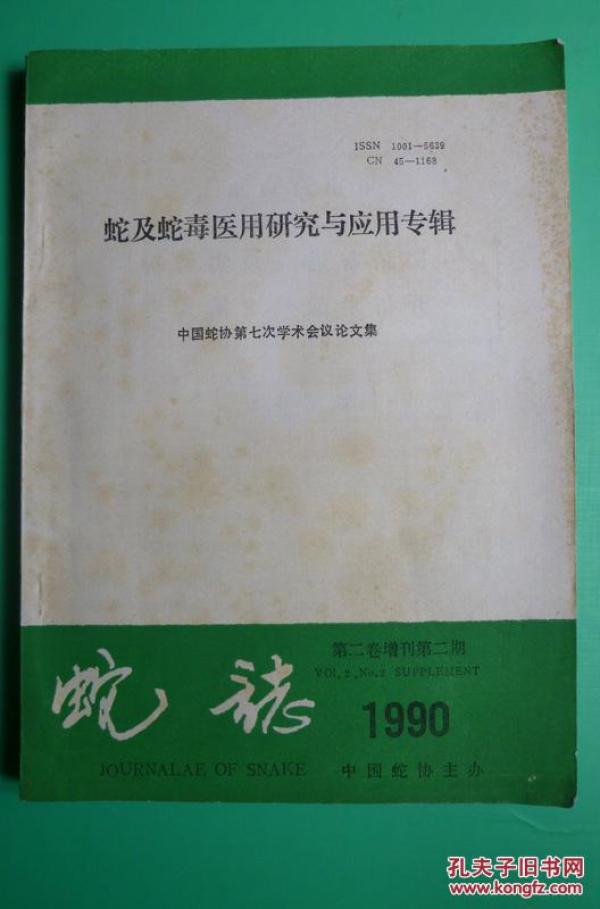 ISSN 1001—5639
CN 45—1168
蛇及蛇毒医用研究与应用专辑
中国蛇协第七次学术会议论文集
第二卷增刊第二期
VOl.2,No.2 SUPPLEMENT
蛇誌
1990
JOURNALAE OF SNAKE 中国蛇协主办
孔夫子旧书网
www.kongfz.com